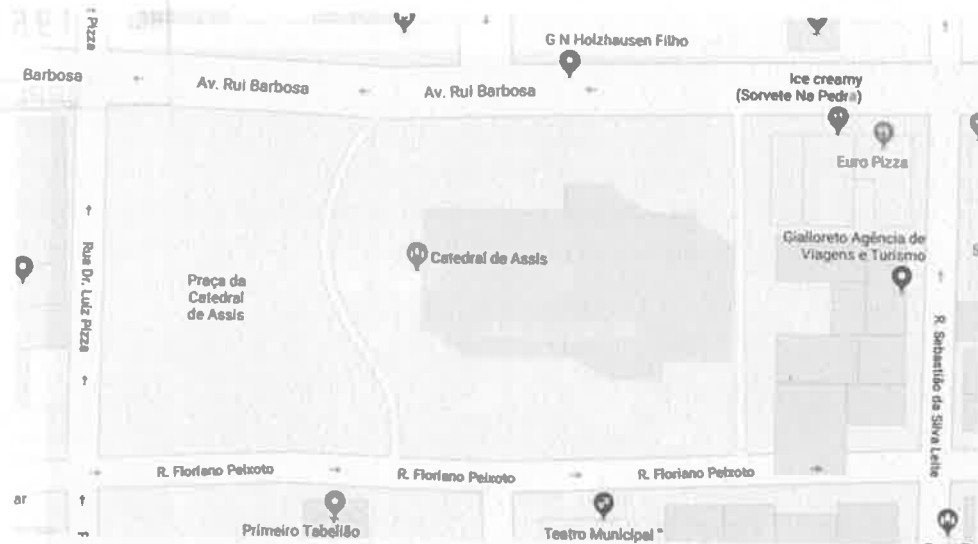 Pizza
G N Holzhausen Filho
Barbosa
Av. Rui Barbosa
Av. Rui Barbosa
Ice creamy
(Sorvete Na Pedra)
Euro Pizza
Rua Dr. Luiz Pizza
Praça da
Catedral
de Assis
Catedral de Assis
Gialloreto Agência de
Viagens e Turismo
R. Sebastião da Silva Leite
R. Floriano Peixoto
R. Floriano Peixoto
R. Floriano Peixoto
ar
Primeiro Tabelião
Teatro Municipal